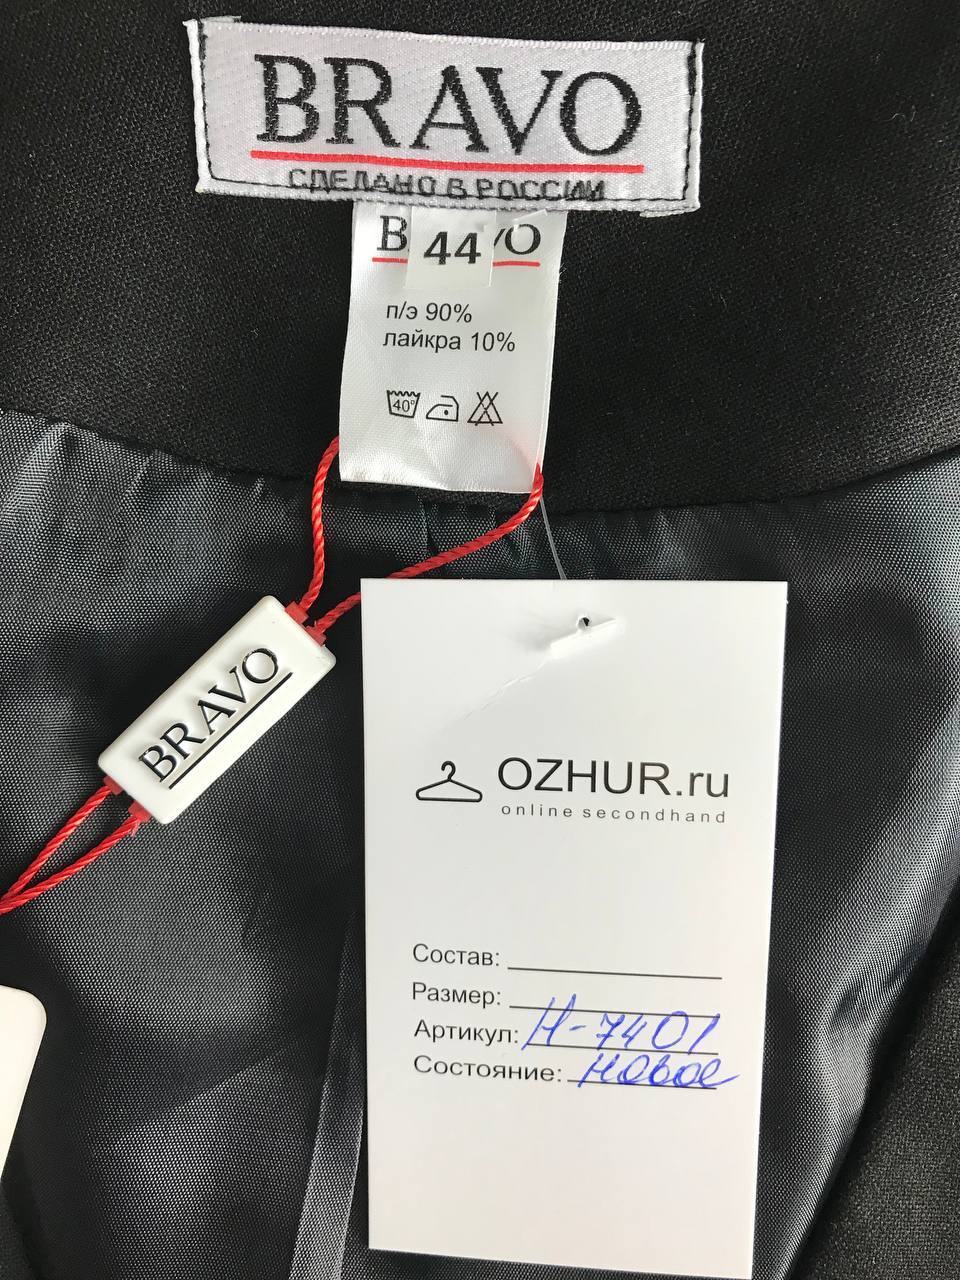 BRAVO
СДЕЛАНО В РОССИИ
44
п/э 90%
лайкра 10%
40°
BRAVO
OZHUR.ru
online secondhand
Состав:
Размер:
Артикул: Н-7401
Состояние: новое